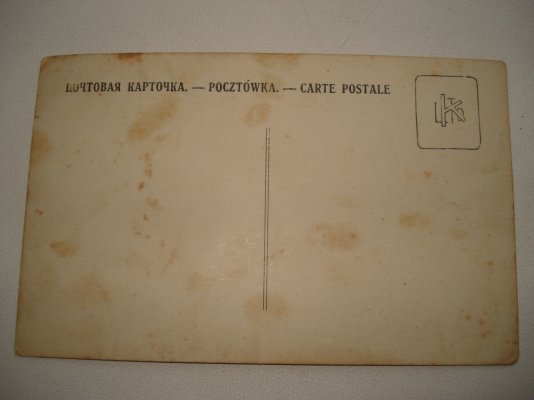 ПОЧТОВАЯ КАРТОЧКА. — POCZTÓWKA. — CARTE POSTALE